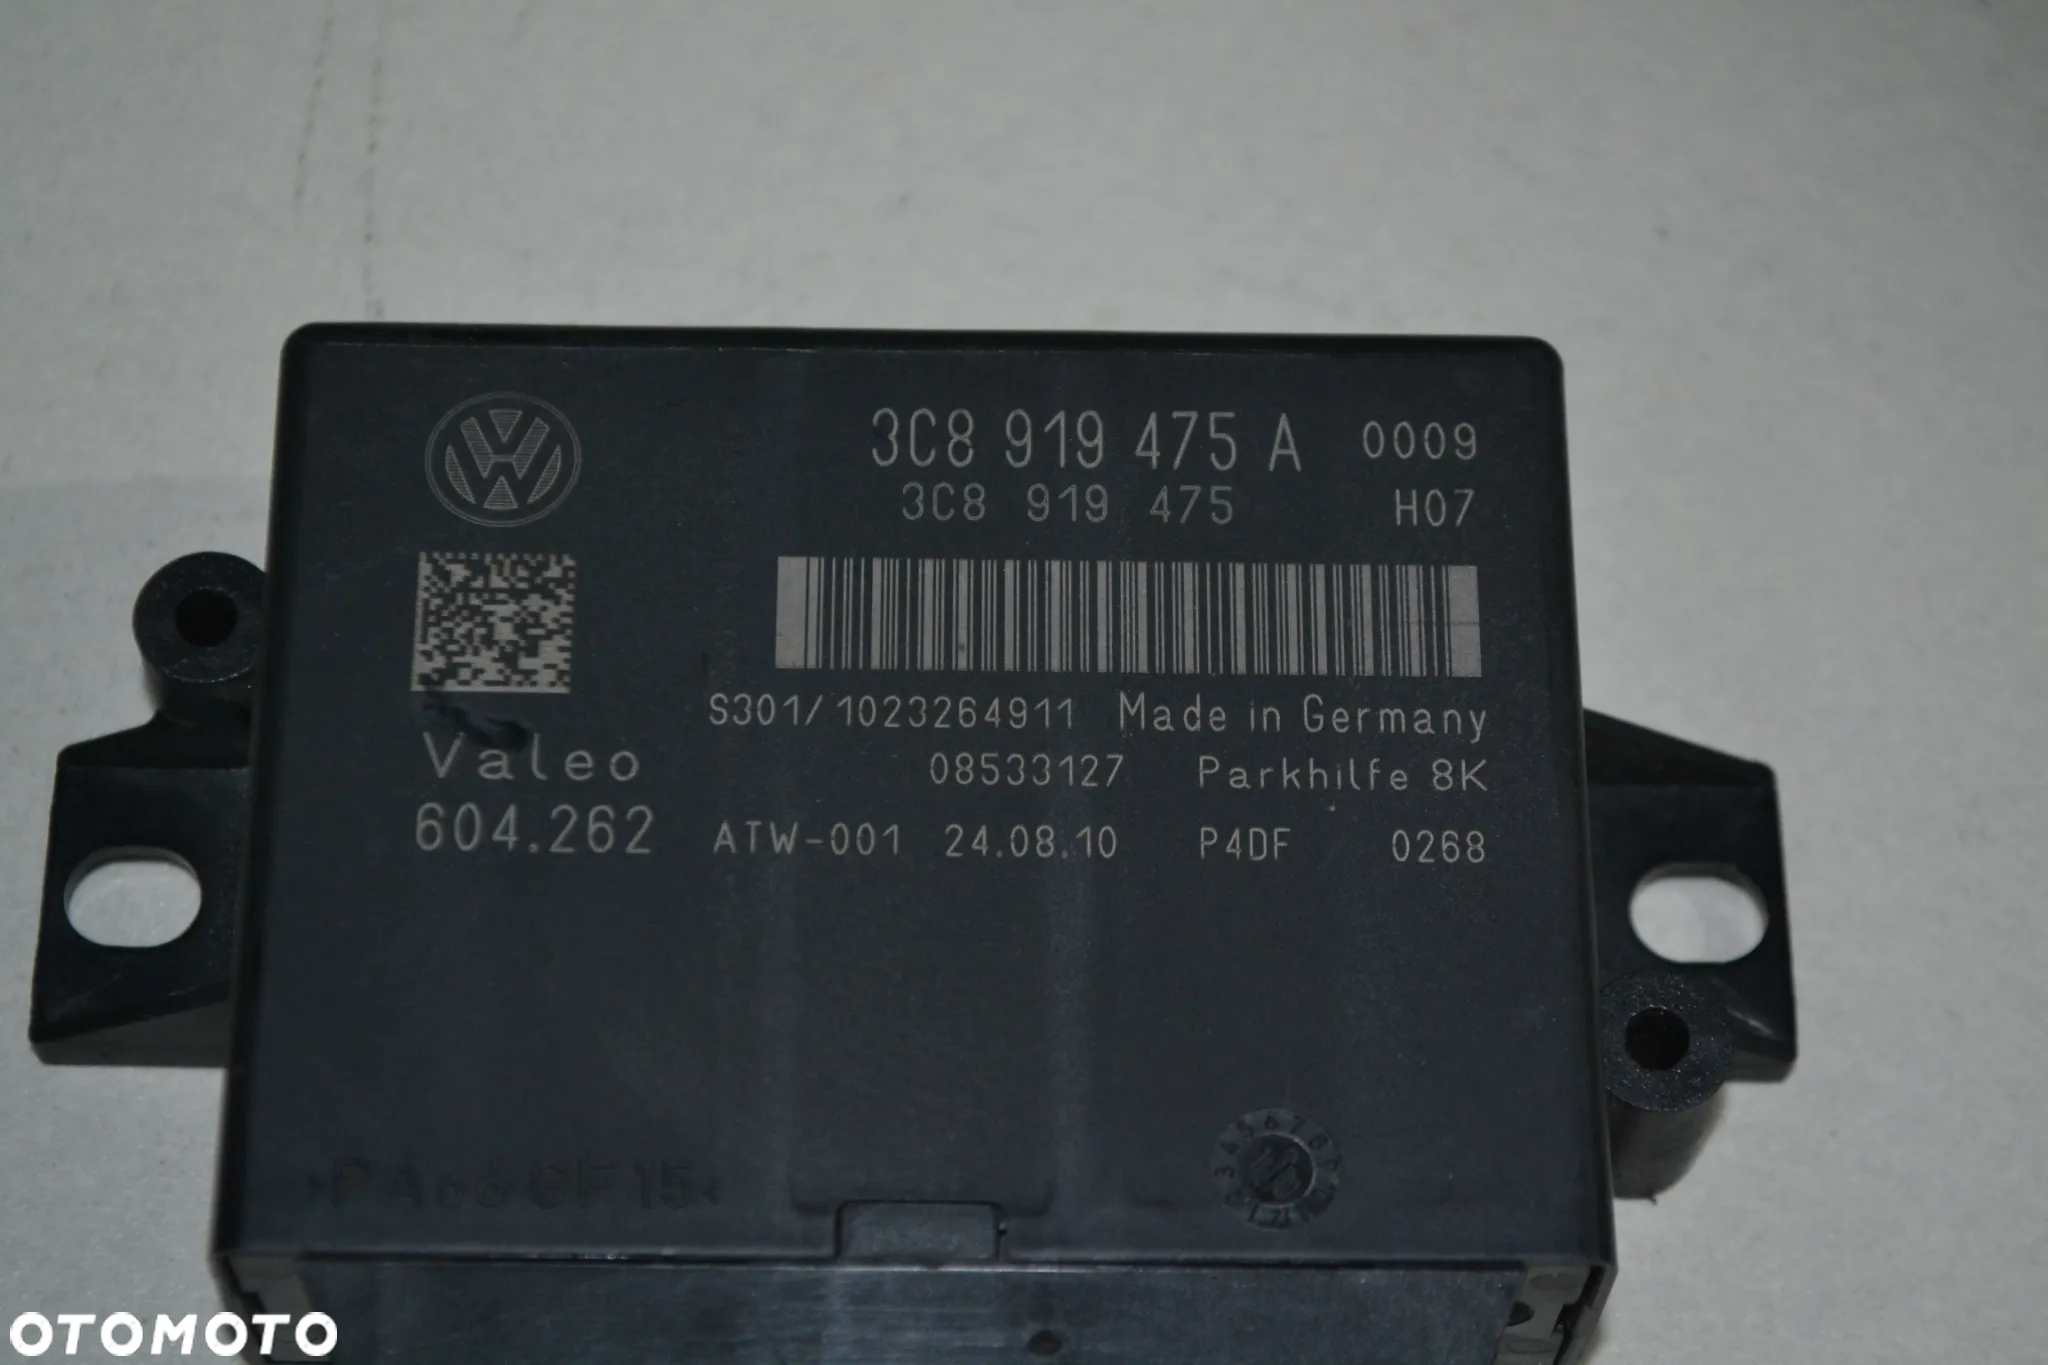 3C8 919 475 A 0009
3C8 919 475 H07
S301/1023264911 Made in Germany
Valeo 08533127 Parkhilfe 8K
604.262 ATW-001 24.08.10 P4DF 0268
OTOMOTO